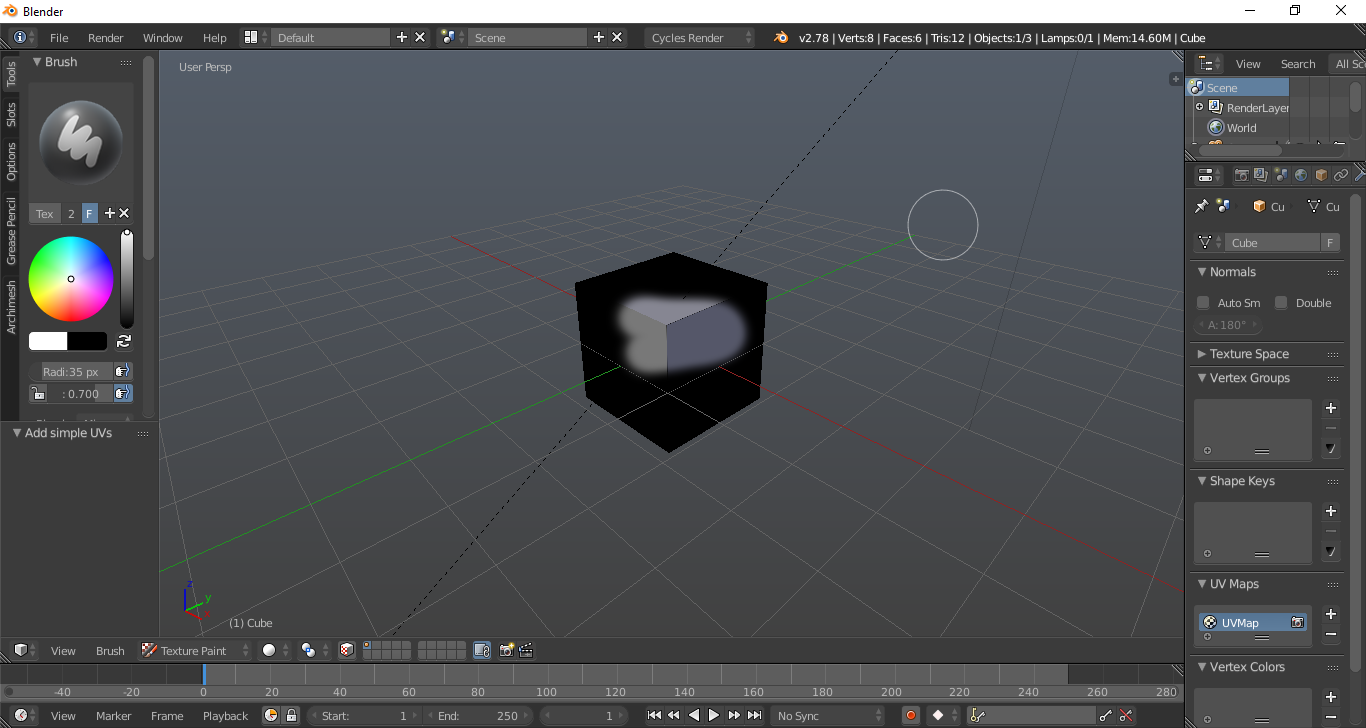 Blender
File Render Window Help Default Scene Cycles Render v2.78 | Verts:8 | Faces:6 | Tris:12 | Objects:1/3 | Lamps:0/1 | Mem:14.60M | Cube
Tools
Slots
Options
Grease Pencil
Archimesh
Brush
Tex 2 F
Radi:35 px
: 0.700
Add simple UVs
User Persp
z
y
(1) Cube
View Search All Sc
Scene
RenderLayer
World
Cu Cu
Cube F
Normals
Auto Sm Double
A:180°
Texture Space
Vertex Groups
Shape Keys
UV Maps
UVMap
Vertex Colors
View Brush Texture Paint
-40 -20 0 20 40 60 80 100 120 140 160 180 200 220 240 260 280
View Marker Frame Playback Start: 1 End: 250 1 No Sync